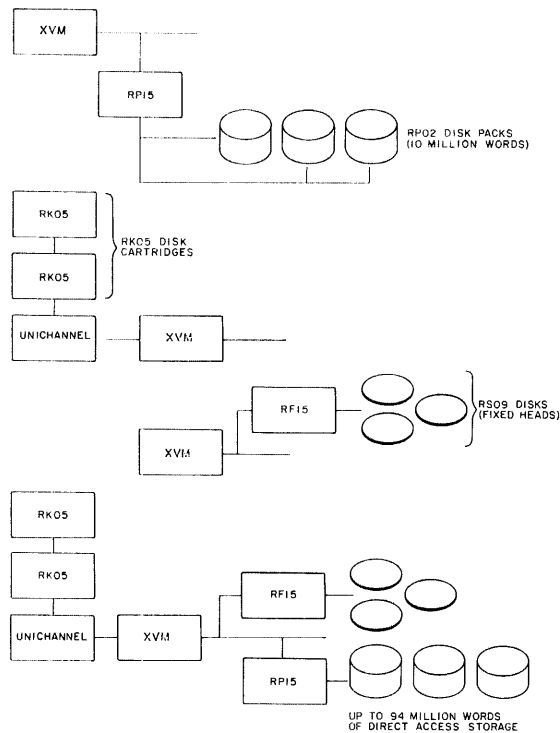 XVM
RP15
RP02 DISK PACKS
(10 MILLION WORDS)
RK05
RK05 DISK
CARTRIDGES
RK05
UNICHANNEL
XVM
RF15
RS09 DISKS
(FIXED HEADS)
XVM
RK05
RK05
RF15
UNICHANNEL
XVM
RP15
UP TO 94 MILLION WORDS
OF DIRECT ACCESS STORAGE